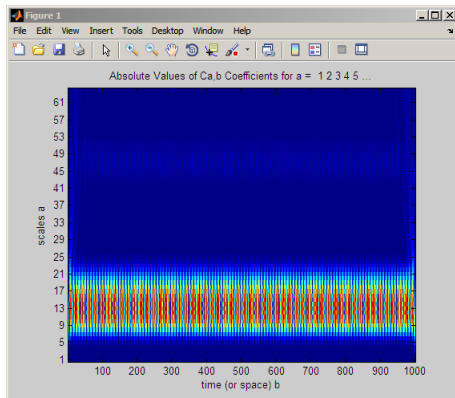 Figure 1
File Edit View Insert Tools Desktop Window Help
Absolute Values of Ca,b Coefficients for a = 1 2 3 4 5 ...
61
57
53
49
45
41
37
33
29
25
21
17
13
9
5
1
scales a
100 200 300 400 500 600 700 800 900 1000
time (or space) b